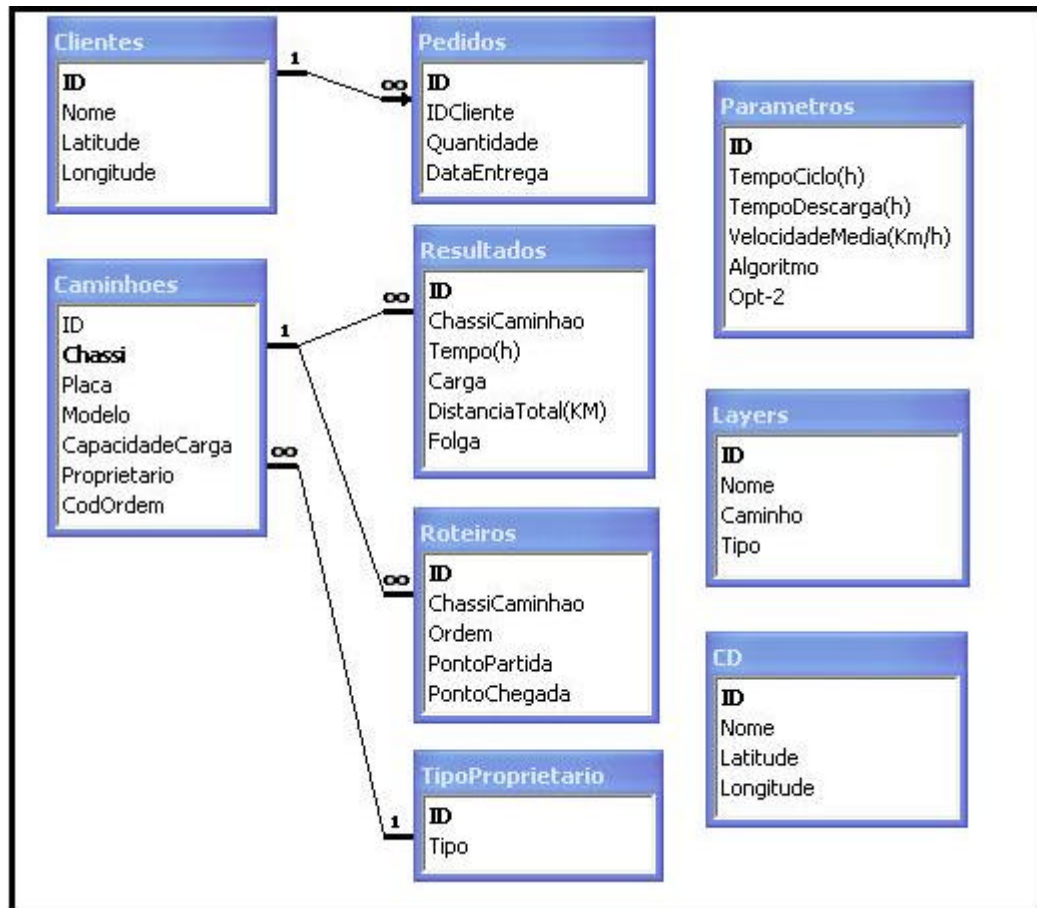 Clientes
ID
Nome
Latitude
Longitude
1
∞
Pedidos
ID
IDCliente
Quantidade
DataEntrega
Caminhoes
ID
Chassi
Placa
Modelo
CapacidadeCarga
Proprietario
CodOrdem
1
∞
∞
Resultados
ID
ChassiCaminhao
Tempo(h)
Carga
DistanciaTotal(KM)
Folga
∞
Roteiros
ID
ChassiCaminhao
Ordem
PontoPartida
PontoChegada
1
TipoProprietario
ID
Tipo
Parametros
ID
TempoCiclo(h)
TempoDescarga(h)
VelocidadeMedia(Km/h)
Algoritmo
Opt-2
Layers
ID
Nome
Caminho
Tipo
CD
ID
Nome
Latitude
Longitude